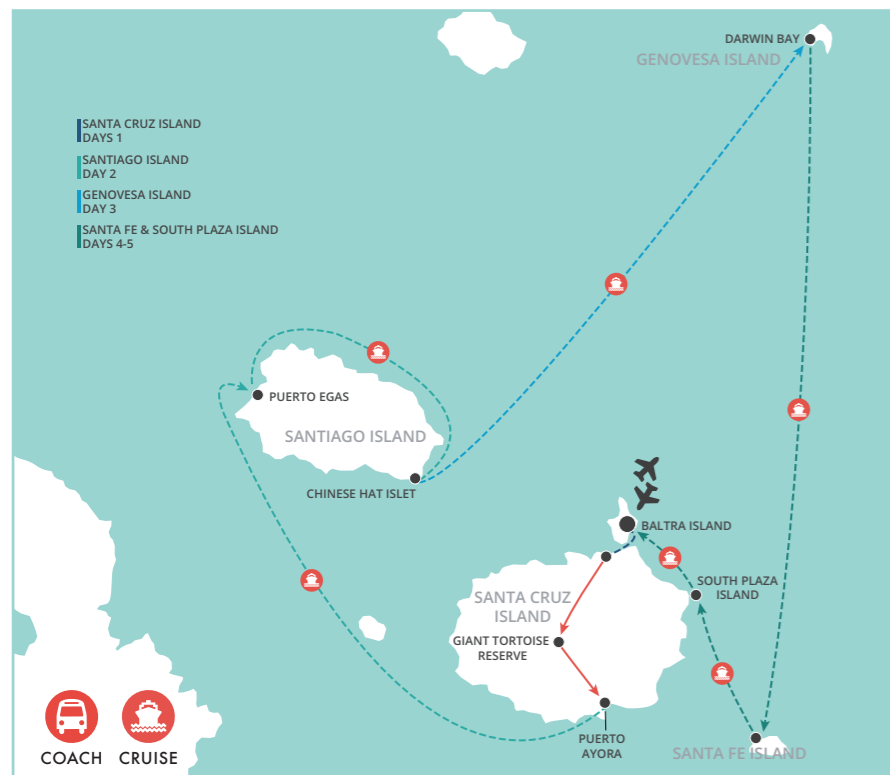 DARWIN BAY
GENOVESA ISLAND
SANTA CRUZ ISLAND
DAYS 1
SANTIAGO ISLAND
DAY 2
GENOVESA ISLAND
DAY 3
SANTA FE & SOUTH PLAZA ISLAND
DAYS 4-5
PUERTO EGAS
SANTIAGO ISLAND
CHINESE HAT ISLET
BALTRA ISLAND
SOUTH PLAZA
ISLAND
SANTA CRUZ
ISLAND
GIANT TORTOISE
RESERVE
PUERTO
AYORA
SANTA FE ISLAND
COACH
CRUISE